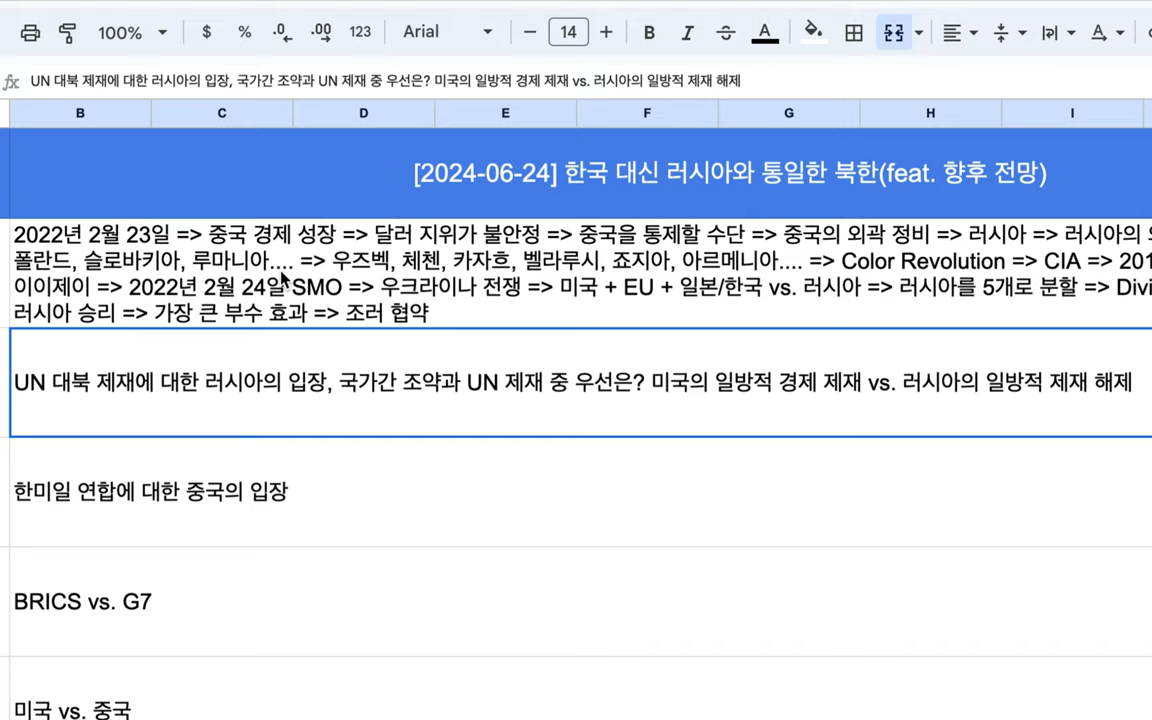 100%
$
%
.0
.00
123
Arial
14
B
I
A
A
fx
UN 대북 제재에 대한 러시아의 입장, 국가간 조약과 UN 제재 중 우선은? 미국의 일방적 경제 제재 vs. 러시아의 일방적 제재 해제
B
C
D
E
F
G
H
I
[2024-06-24] 한국 대신 러시아와 통일한 북한(feat. 향후 전망)
2022년 2월 23일 => 중국 경제 성장 => 달러 지위가 불안정 => 중국을 통제할 수단 => 중국의 외곽 정비 => 러시아 => 러시아의
폴란드, 슬로바키아, 루마니아.... => 우즈벡, 체첸, 카자흐, 벨라루시, 죠지아, 아르메니아.... => Color Revolution => CIA => 201
이이제이 => 2022년 2월 24일 SMO => 우크라이나 전쟁 => 미국 + EU + 일본/한국 vs. 러시아 => 러시아를 5개로 분할 => Divi
러시아 승리 => 가장 큰 부수 효과 => 조러 협약
UN 대북 제재에 대한 러시아의 입장, 국가간 조약과 UN 제재 중 우선은? 미국의 일방적 경제 제재 vs. 러시아의 일방적 제재 해제
한미일 연합에 대한 중국의 입장
BRICS vs. G7
미국 vs. 중국